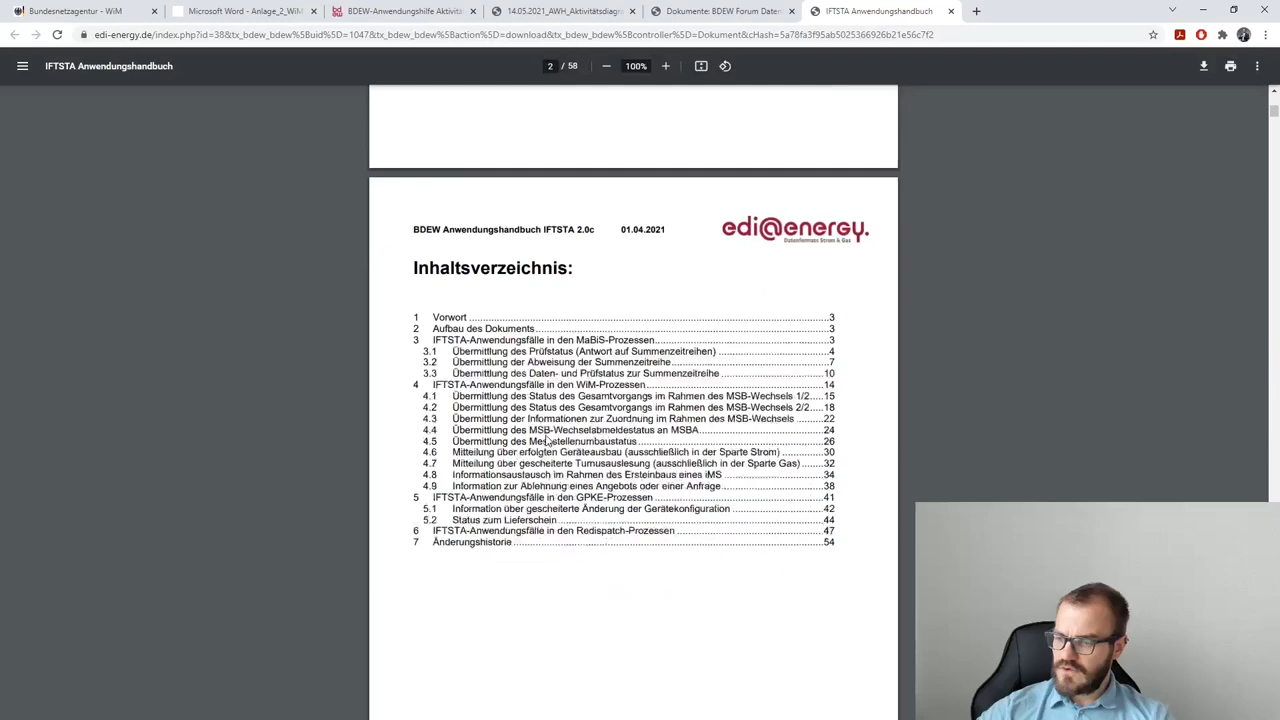 Bundesnetzagentur - WiM
Microsoft Word - Anlage_2_WiM
BDEW-Anwendungshilfe Aktivitä
14.05.2021_AWH_Aktivitätsdiagr
Dokumente: BDEW Forum Daten
IFTSTA Anwendungshandbuch
edi-energy.de/index.php?id=38&tx_bdew_bdew%5Buid%5D=1047&tx_bdew_bdew%5Baction%5D=download&tx_bdew_bdew%5Bcontroller%5D=Dokument&cHash=5a78fa3f95ab5025366926b21e56c7f2
IFTSTA Anwendungshandbuch
2 / 58
100%
BDEW Anwendungshandbuch IFTSTA 2.0c 01.04.2021
edi@energy.
Datenformate Strom & Gas
Inhaltsverzeichnis:
1 Vorwort 3
2 Aufbau des Dokuments 3
3 IFTSTA-Anwendungsfälle in den MaBiS-Prozessen 3
3.1 Übermittlung des Prüfstatus (Antwort auf Summenzeitreihen) 4
3.2 Übermittlung der Abweisung der Summenzeitreihe 7
3.3 Übermittlung des Daten- und Prüfstatus zur Summenzeitreihe 10
4 IFTSTA-Anwendungsfälle in den WiM-Prozessen 14
4.1 Übermittlung des Status des Gesamtvorgangs im Rahmen des MSB-Wechsels 1/2 15
4.2 Übermittlung des Status des Gesamtvorgangs im Rahmen des MSB-Wechsels 2/2 18
4.3 Übermittlung der Informationen zur Zuordnung im Rahmen des MSB-Wechsels 22
4.4 Übermittlung des MSB-Wechselabmeldestatus an MSBA 24
4.5 Übermittlung des Messstellenumbaustatus 26
4.6 Mitteilung über erfolgten Geräteausbau (ausschließlich in der Sparte Strom) 30
4.7 Mitteilung über gescheiterte Turnusauslesung (ausschließlich in der Sparte Gas) 32
4.8 Informationsaustausch im Rahmen des Ersteinbaus eines iMS 34
4.9 Information zur Ablehnung eines Angebots oder einer Anfrage 38
5 IFTSTA-Anwendungsfälle in den GPKE-Prozessen 41
5.1 Information über gescheiterte Änderung der Gerätekonfiguration 42
5.2 Status zum Lieferschein 44
6 IFTSTA-Anwendungsfälle in den Redispatch-Prozessen 47
7 Änderungshistorie 54